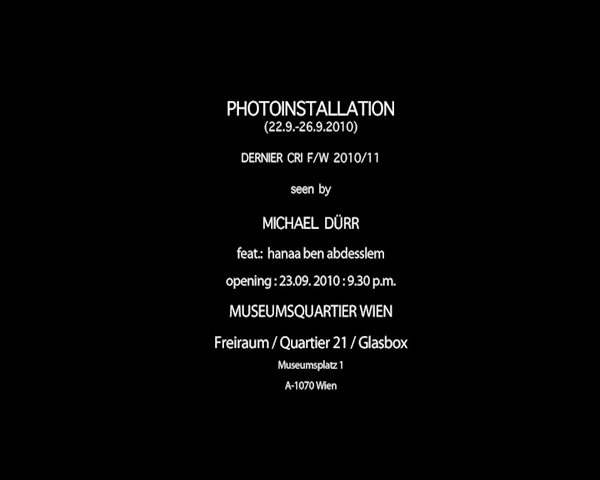 PHOTOINSTALLATION
(22.9.-26.9.2010)
DERNIER CRI F/W 2010/11
seen by
MICHAEL DÜRR
feat.: hanaa ben abdesslem
opening : 23.09. 2010 : 9.30 p.m.
MUSEUMSQUARTIER WIEN
Freiraum / Quartier 21 / Glasbox
Museumsplatz 1
A-1070 Wien